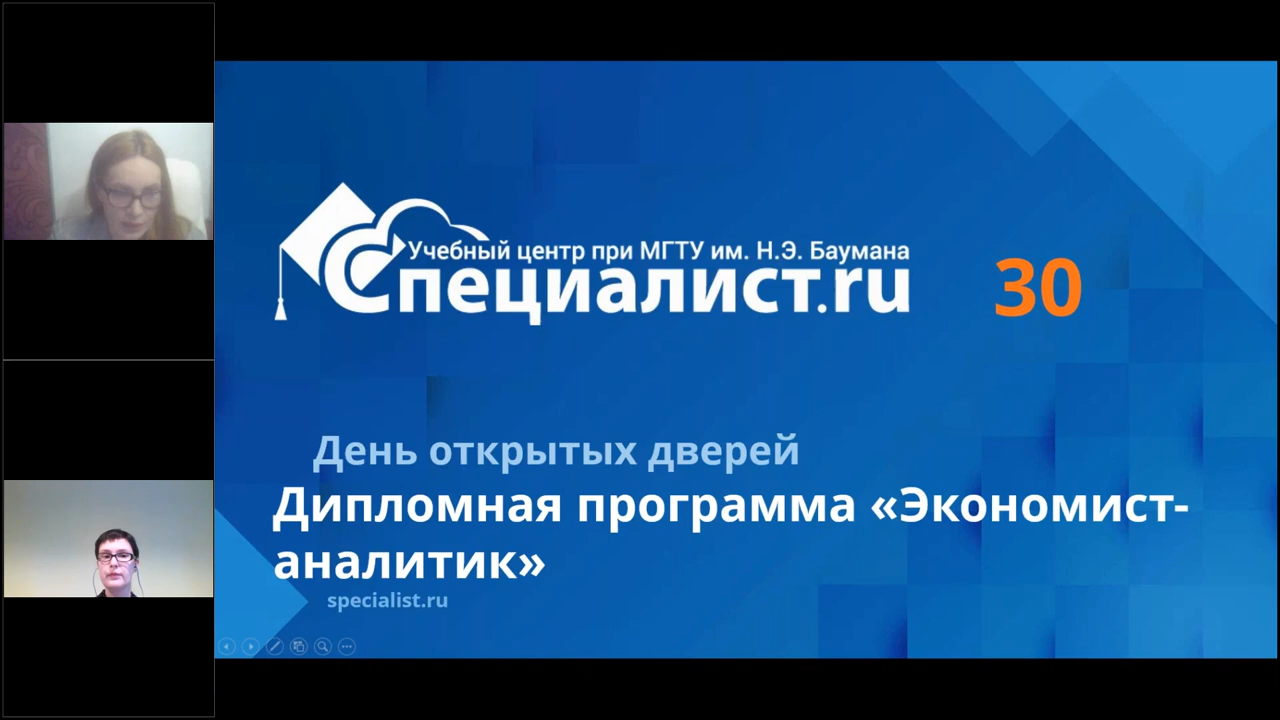 Учебный центр при МГТУ им. Н.Э. Баумана
Специалист.ru
30
День открытых дверей
Дипломная программа «Экономист-
аналитик»
specialist.ru